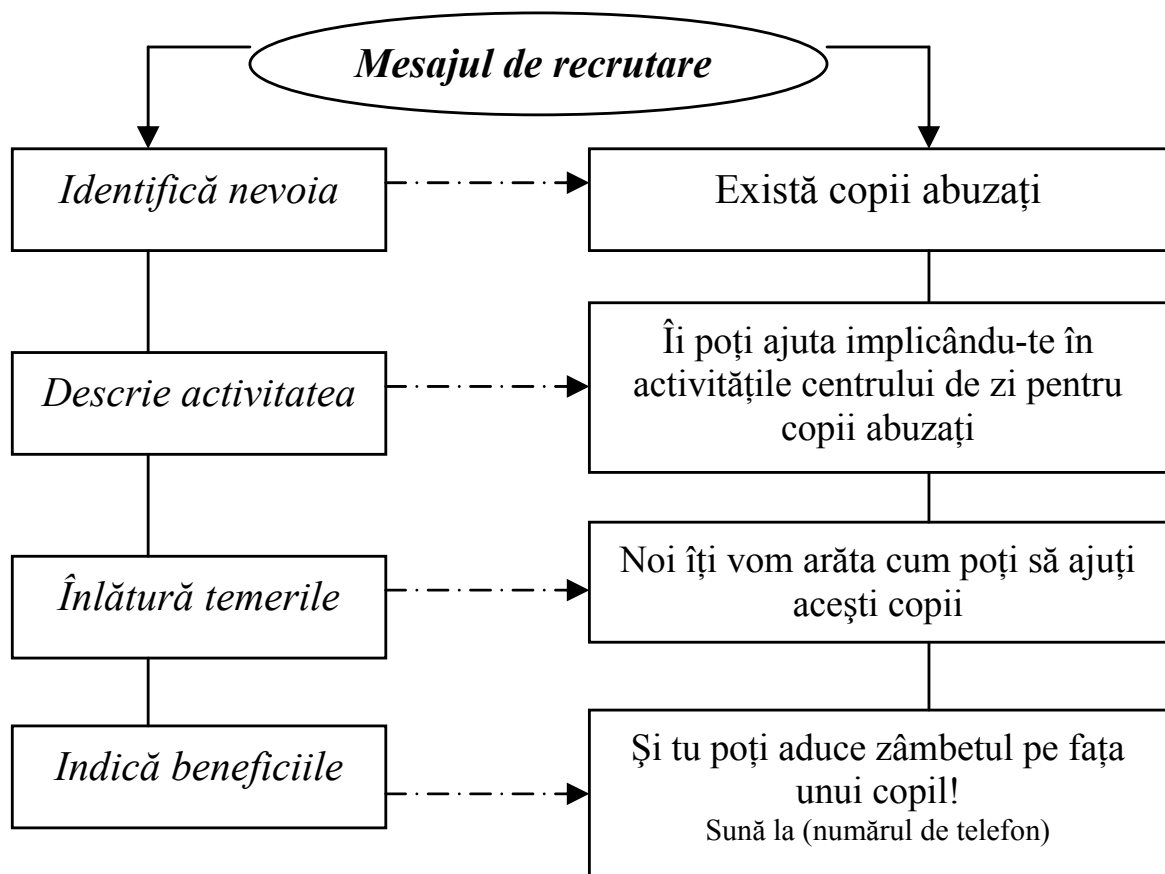 Mesajul de recrutare
Identifică nevoia
Există copii abuzați
Descrie activitatea
Îi poți ajuta implicându-te în
activitățile centrului de zi pentru
copii abuzați
Înlătură temerile
Noi îți vom arăta cum poți să ajuți
aceşti copii
Indică beneficiile
Şi tu poți aduce zâmbetul pe fața
unui copil!
Sună la (numărul de telefon)